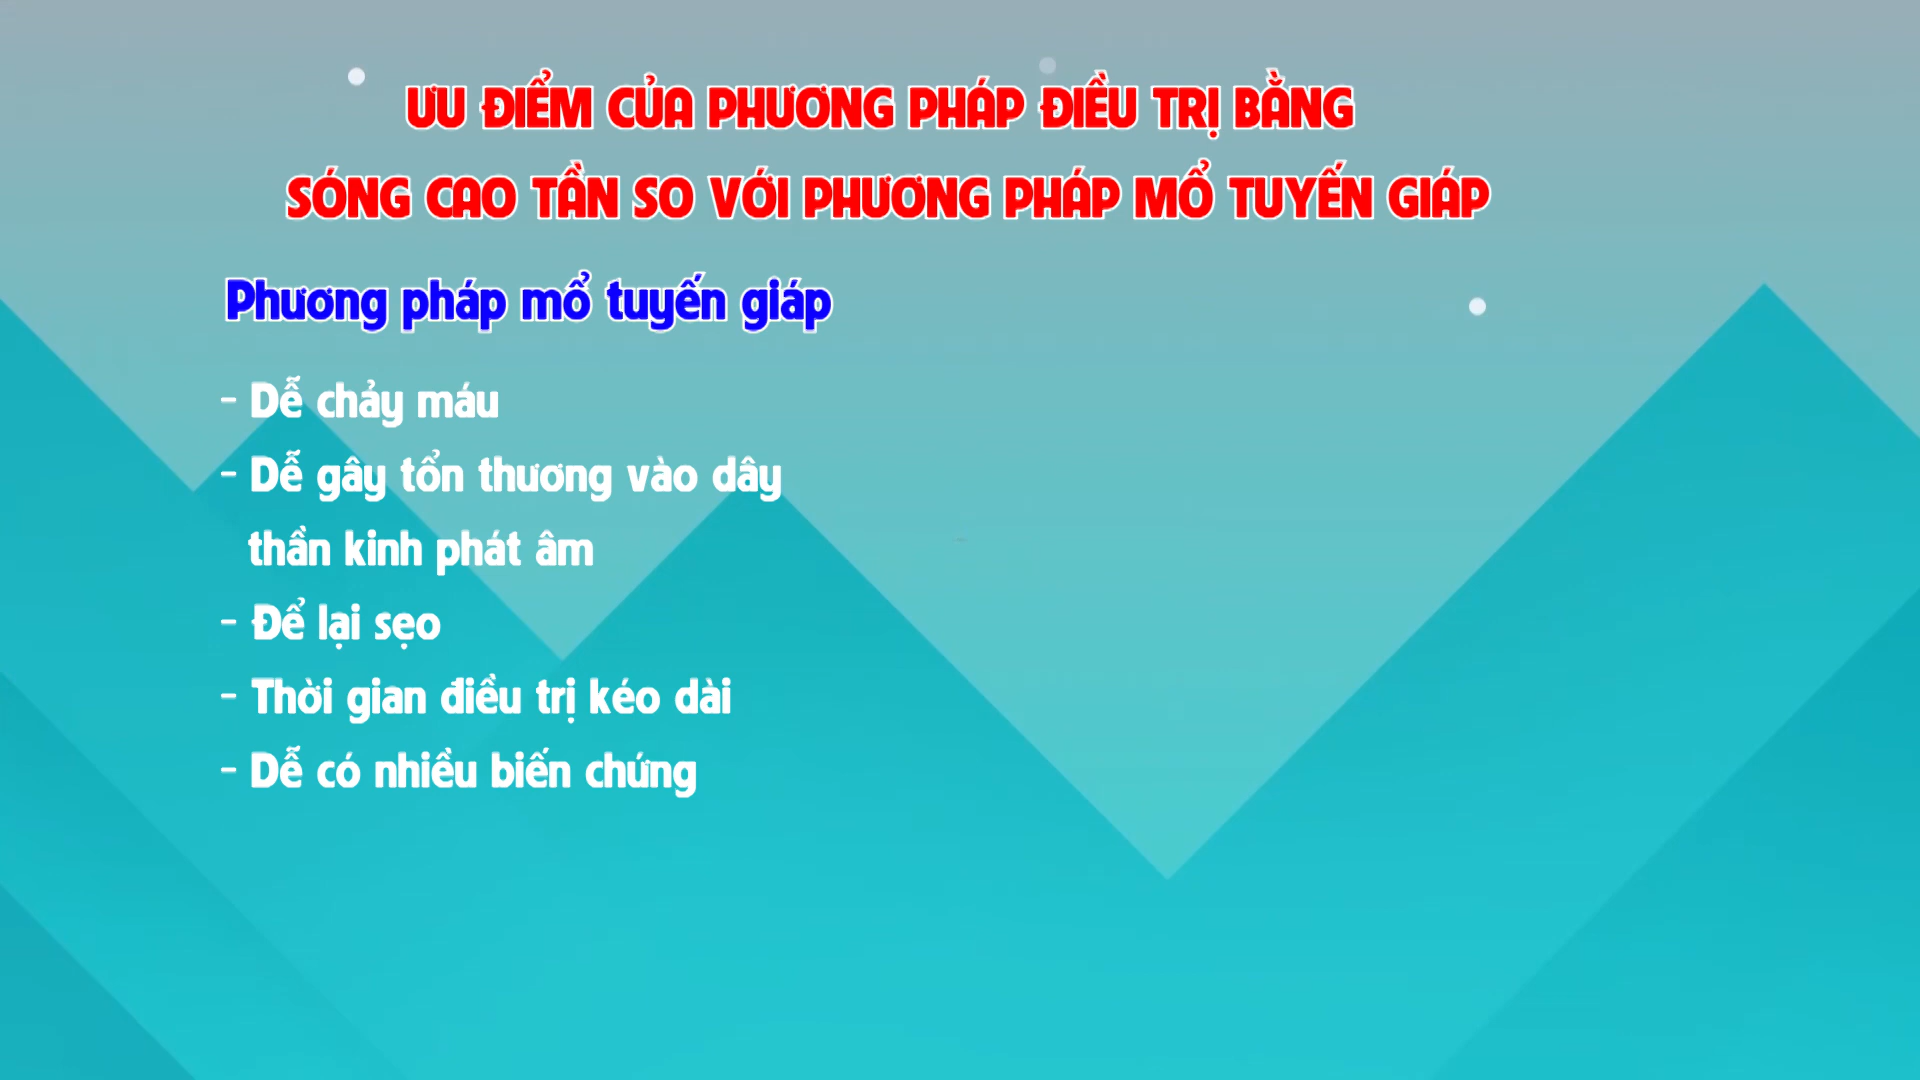 ƯU ĐIỂM CỦA PHƯƠNG PHÁP ĐIỀU TRỊ BẰNG
SÓNG CAO TẦN SO VỚI PHƯƠNG PHÁP MỔ TUYẾN GIÁP
Phương pháp mổ tuyến giáp
- Dễ chảy máu
- Dễ gây tổn thương vào dây
thần kinh phát âm
- Để lại sẹo
- Thời gian điều trị kéo dài
- Dễ có nhiều biến chứng